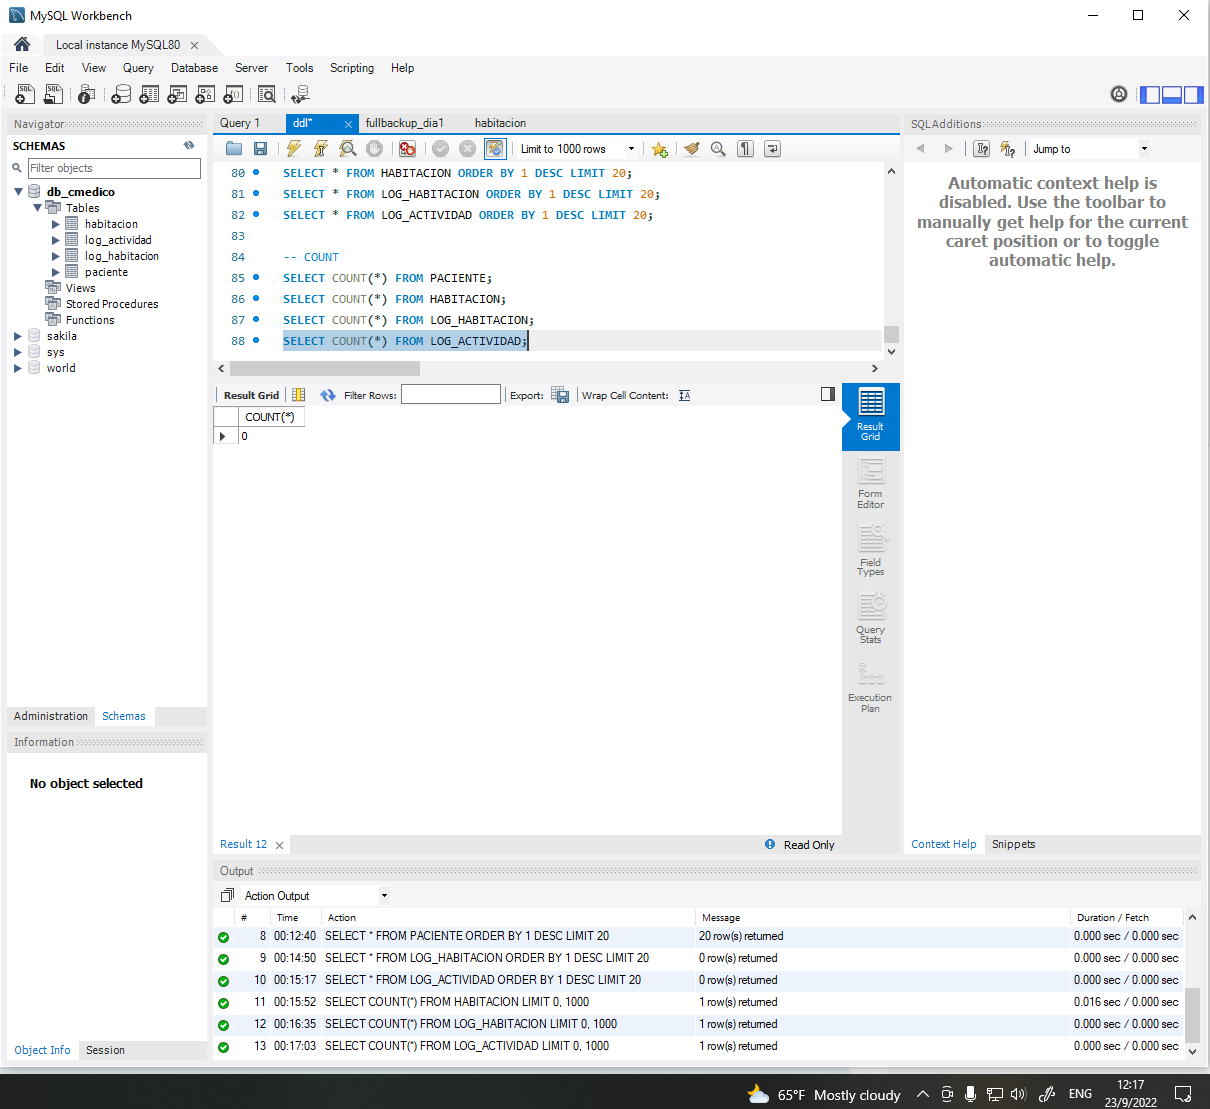 MySQL Workbench
Local instance MySQL80
File Edit View Query Database Server Tools Scripting Help
Navigator
SCHEMAS
Filter objects
db_cmedico
Tables
habitacion
log_actividad
log_habitacion
paciente
Views
Stored Procedures
Functions
sakila
sys
world
Administration Schemas
Information
No object selected
Object Info Session
Query 1 ddl* fullbackup_dia1 habitacion
Limit to 1000 rows
80 SELECT * FROM HABITACION ORDER BY 1 DESC LIMIT 20;
81 SELECT * FROM LOG_HABITACION ORDER BY 1 DESC LIMIT 20;
82 SELECT * FROM LOG_ACTIVIDAD ORDER BY 1 DESC LIMIT 20;
83
84 -- COUNT
85 SELECT COUNT(*) FROM PACIENTE;
86 SELECT COUNT(*) FROM HABITACION;
87 SELECT COUNT(*) FROM LOG_HABITACION;
88 SELECT COUNT(*) FROM LOG_ACTIVIDAD;
Result Grid Filter Rows: Export: Wrap Cell Content:
COUNT(*)
0
Result
Grid
Form
Editor
Field
Types
Query
Stats
Execution
Plan
Result 12 Read Only
SQLAdditions
Jump to
Automatic context help is
disabled. Use the toolbar to
manually get help for the current
caret position or to toggle
automatic help.
Context Help Snippets
Output
Action Output
# Time Action Message Duration / Fetch
8 00:12:40 SELECT * FROM PACIENTE ORDER BY 1 DESC LIMIT 20 20 row(s) returned 0.000 sec / 0.000 sec
9 00:14:50 SELECT * FROM LOG_HABITACION ORDER BY 1 DESC LIMIT 20 0 row(s) returned 0.000 sec / 0.000 sec
10 00:15:17 SELECT * FROM LOG_ACTIVIDAD ORDER BY 1 DESC LIMIT 20 0 row(s) returned 0.000 sec / 0.000 sec
11 00:15:52 SELECT COUNT(*) FROM HABITACION LIMIT 0, 1000 1 row(s) returned 0.016 sec / 0.000 sec
12 00:16:35 SELECT COUNT(*) FROM LOG_HABITACION LIMIT 0, 1000 1 row(s) returned 0.000 sec / 0.000 sec
13 00:17:03 SELECT COUNT(*) FROM LOG_ACTIVIDAD LIMIT 0, 1000 1 row(s) returned 0.000 sec / 0.000 sec
65°F Mostly cloudy ENG 12:17
23/9/2022